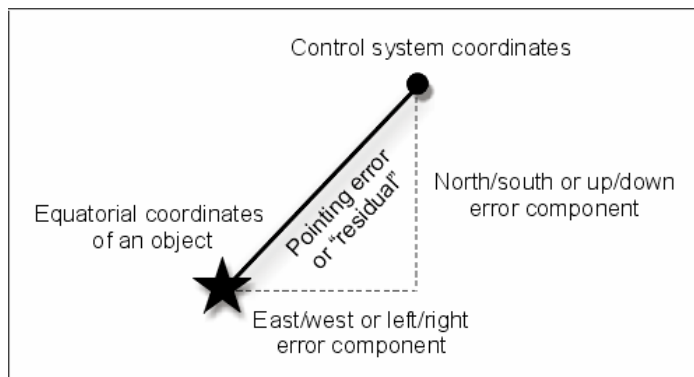 Control system coordinates
Pointing error
or "residual"
North/south or up/down
error component
Equatorial coordinates
of an object
East/west or left/right
error component